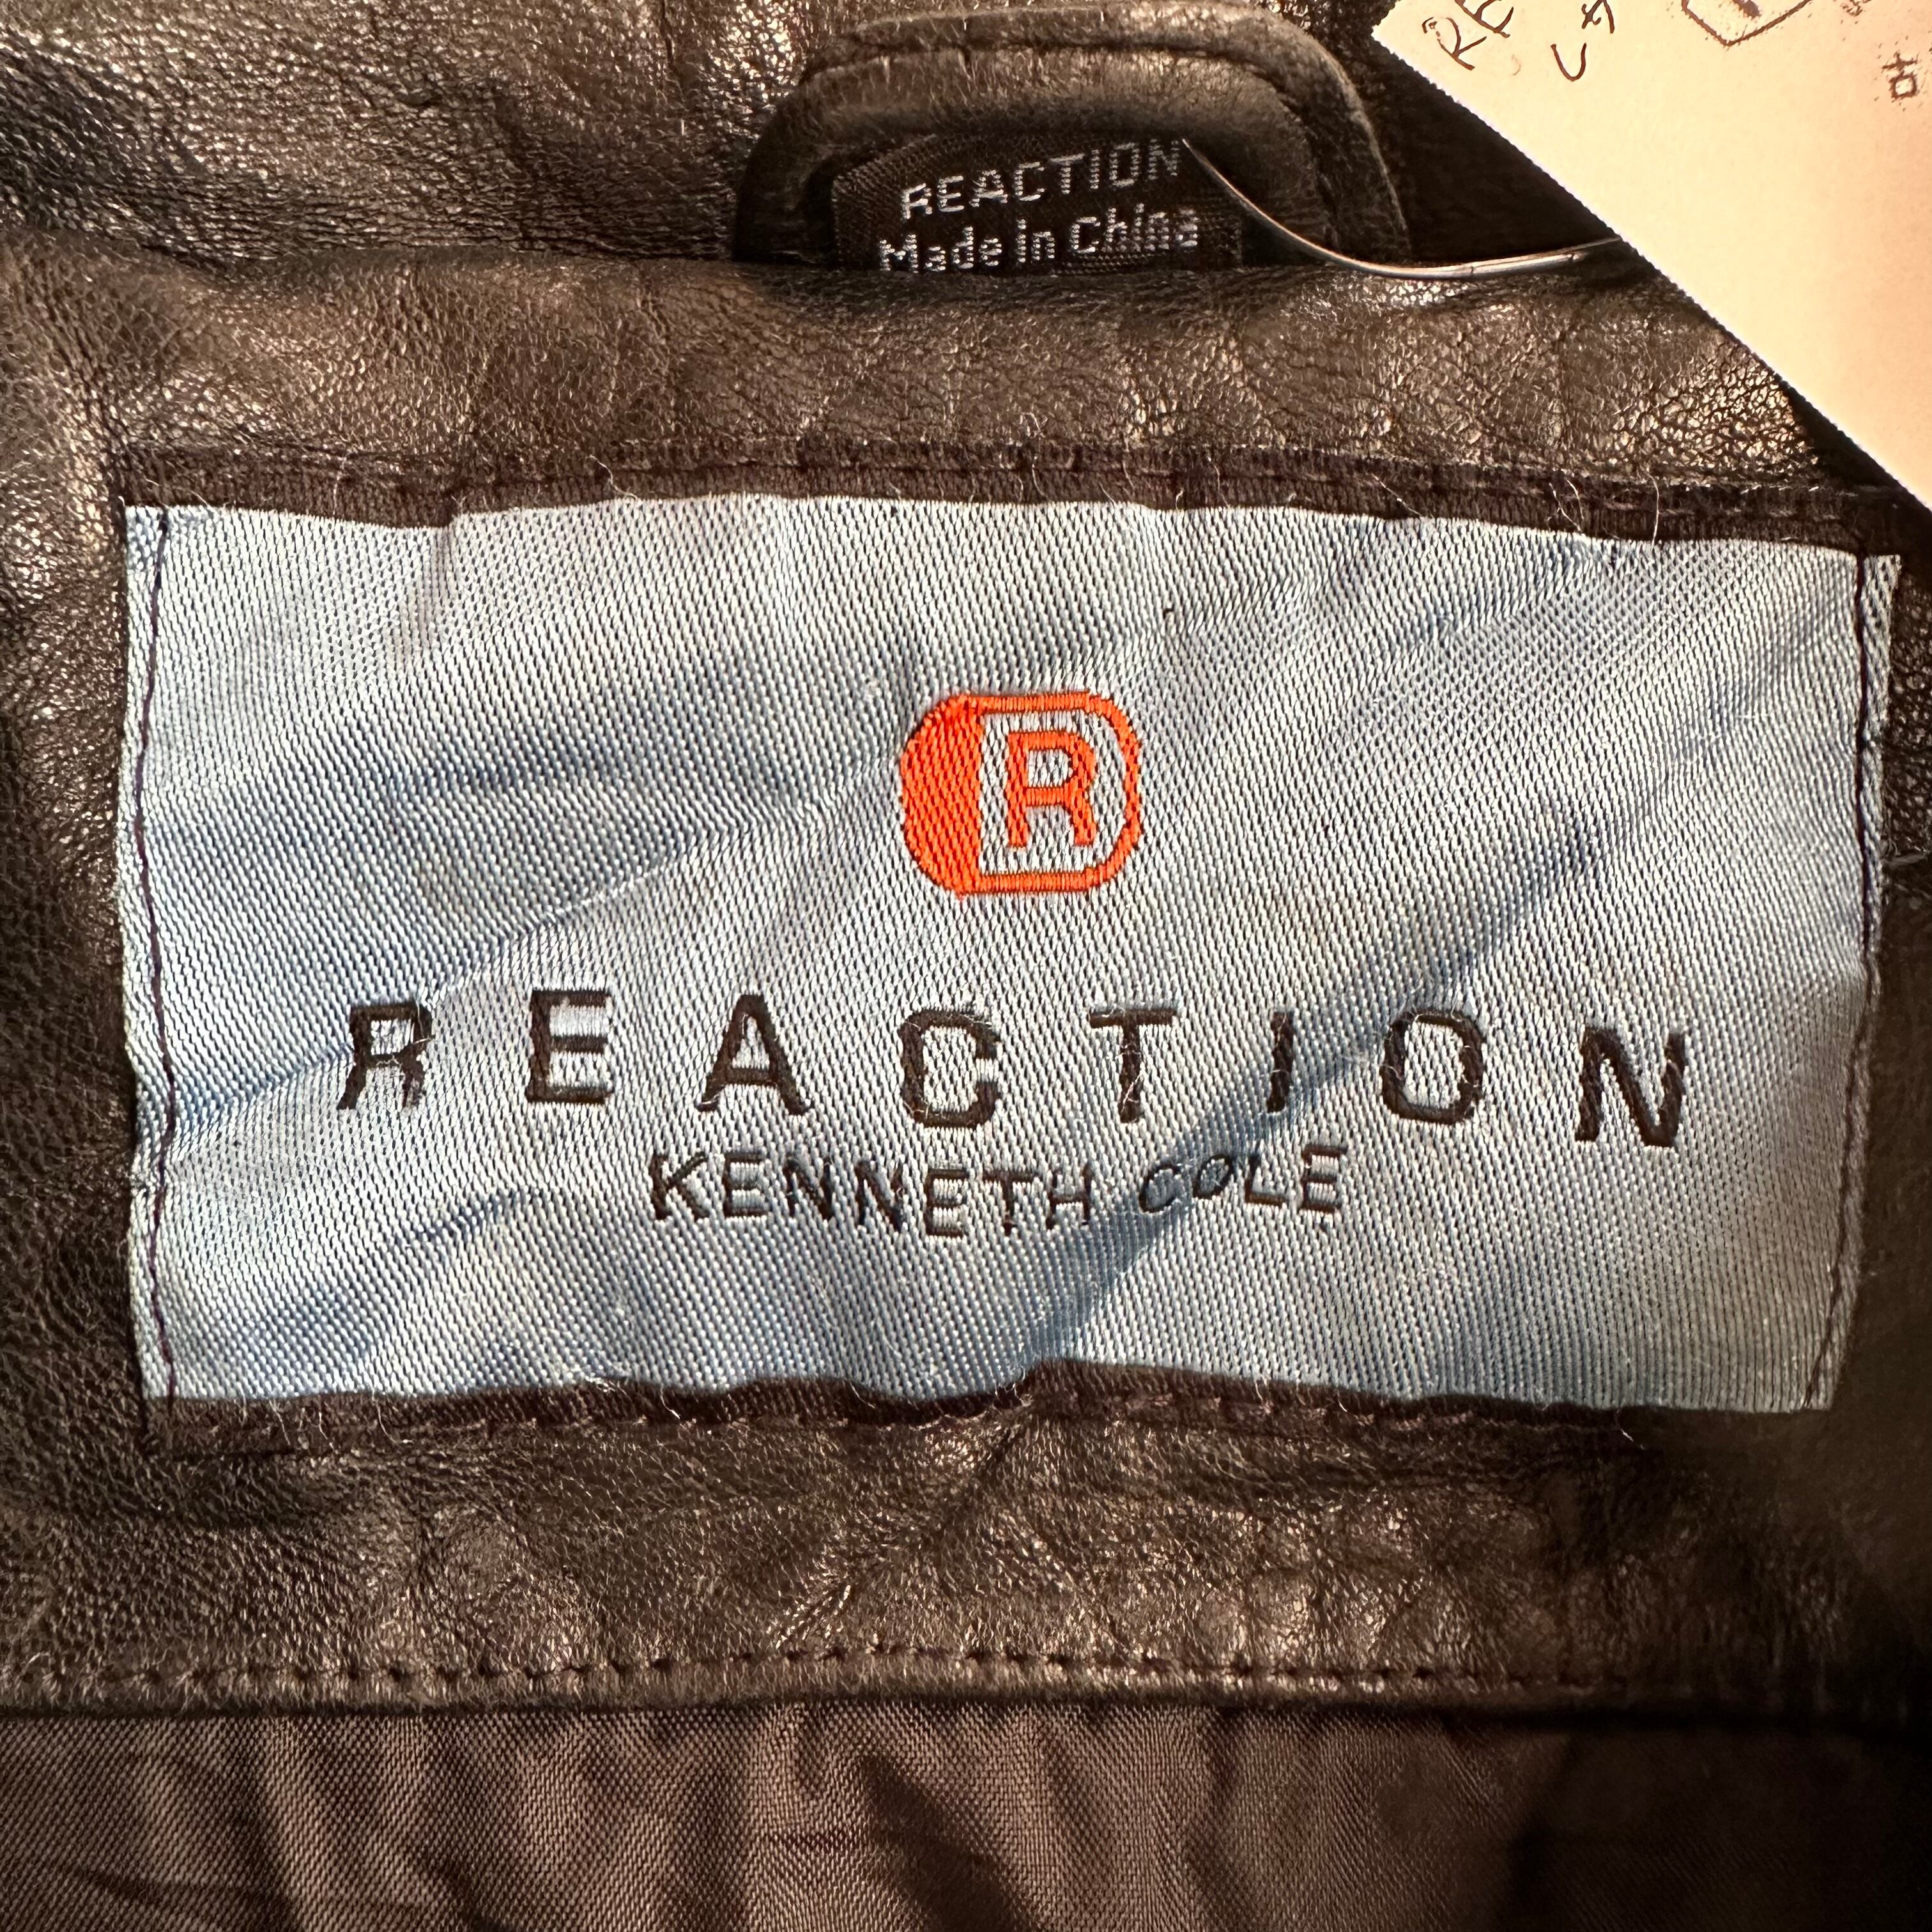 REACTION
Made in China
R
REACTION
KENNETH COLE